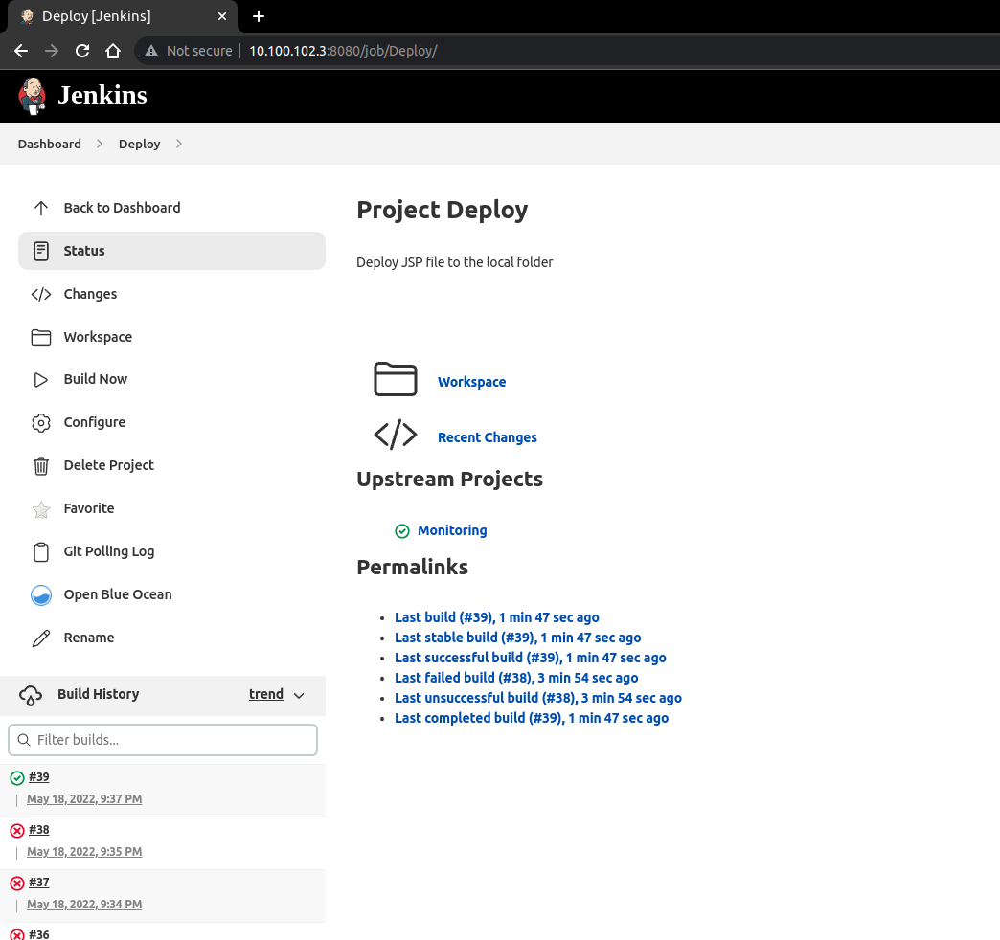 Deploy [Jenkins]
Not secure 10.100.102.3:8080/job/Deploy/
Jenkins
Dashboard Deploy
Back to Dashboard
Status
Changes
Workspace
Build Now
Configure
Delete Project
Favorite
Git Polling Log
Open Blue Ocean
Rename
Build History trend
Filter builds...
#39
May 18, 2022, 9:37 PM
#38
May 18, 2022, 9:35 PM
#37
May 18, 2022, 9:34 PM
#36
Project Deploy
Deploy JSP file to the local folder
Workspace
Recent Changes
Upstream Projects
Monitoring
Permalinks
Last build (#39), 1 min 47 sec ago
Last stable build (#39), 1 min 47 sec ago
Last successful build (#39), 1 min 47 sec ago
Last failed build (#38), 3 min 54 sec ago
Last unsuccessful build (#38), 3 min 54 sec ago
Last completed build (#39), 1 min 47 sec ago